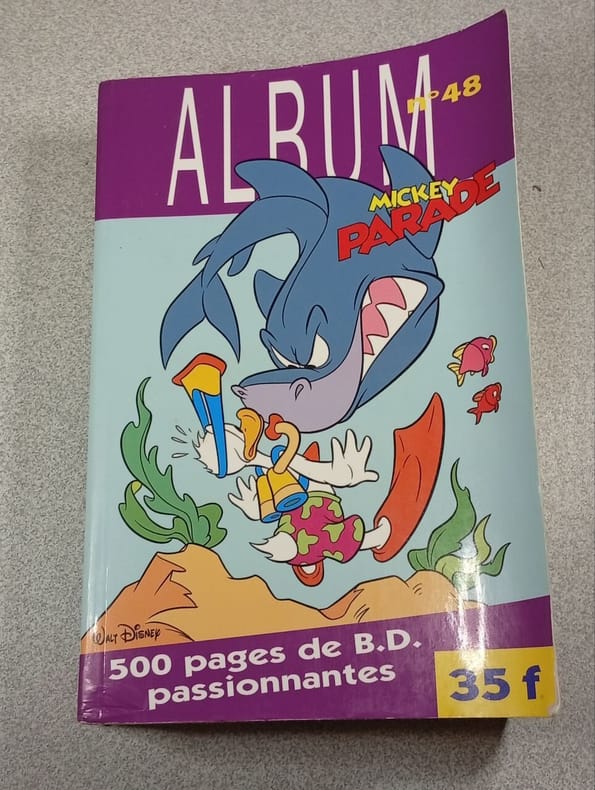 ALBUM
n°48
MICKEY
PARADE
WALT DISNEY
500 pages de B.D.
passionnantes
35 f